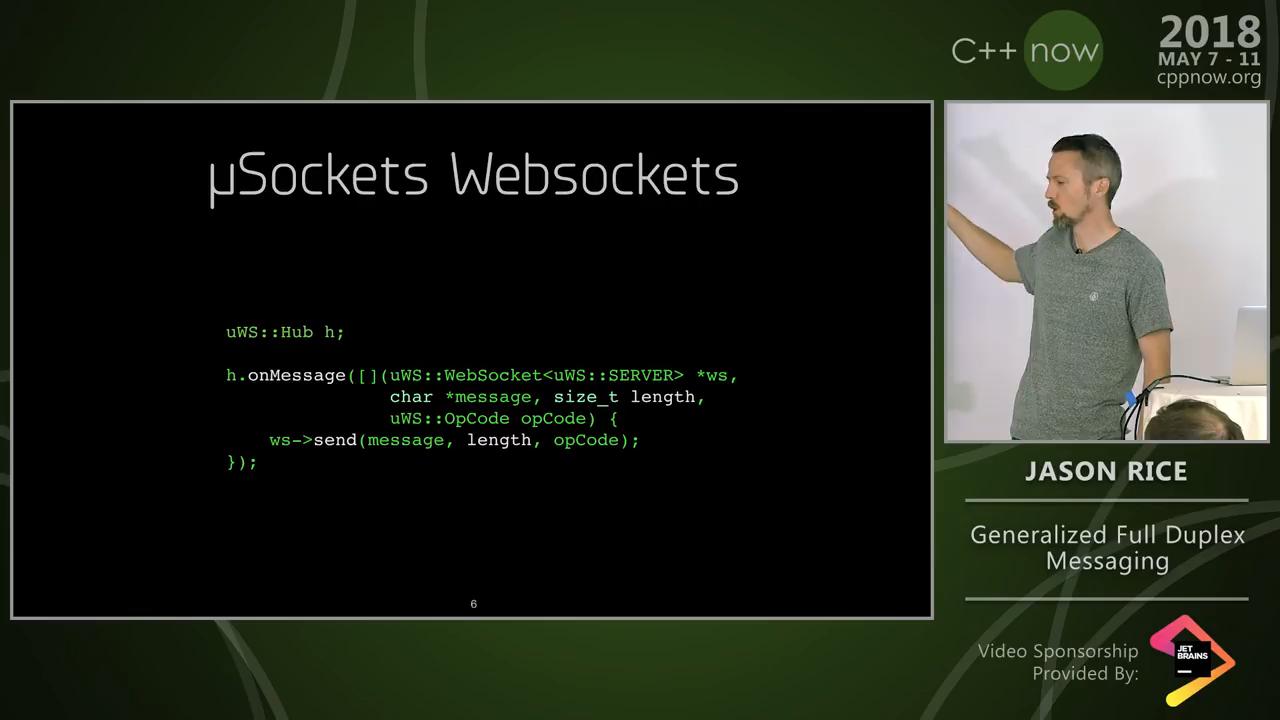 C++ now
2018
MAY 7 - 11
cppnow.org
µSockets Websockets
uWS::Hub h;
h.onMessage([](uWS::WebSocket<uWS::SERVER> *ws,
char *message, size_t length,
uWS::OpCode opCode) {
ws->send(message, length, opCode);
});
6
JASON RICE
Generalized Full Duplex
Messaging
Video Sponsorship
Provided By:
JET
BRAINS